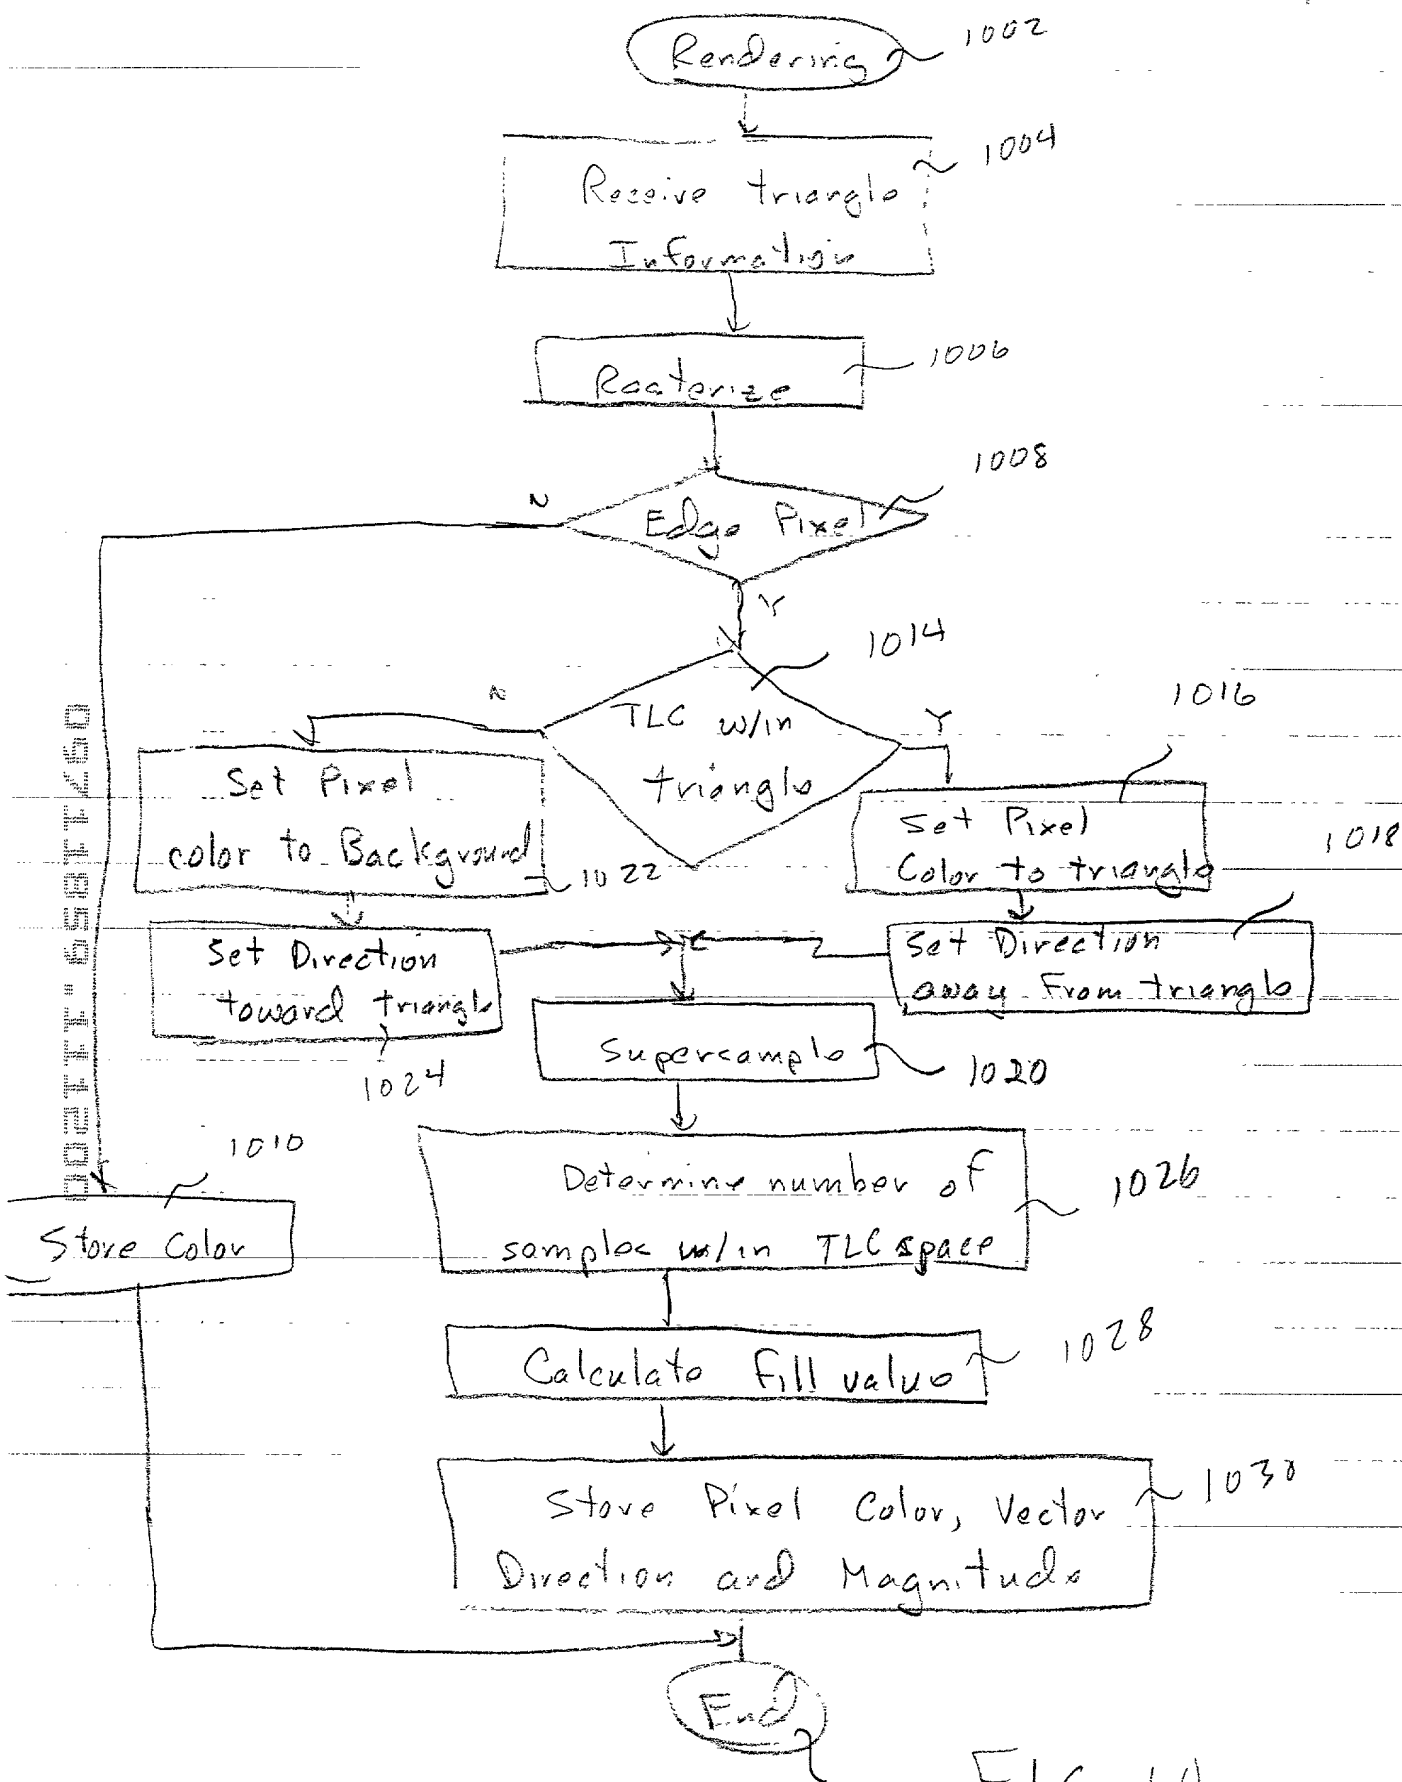 Rendering 1002
1004
Receive triangle
Information
1006
Rasterize
1008
N
Edge Pixel
Y
1014
N
TLC w/in
triangle
Y
1016
Set Pixel
color to Background
1022
Set Pixel
Color to triangle
1018
Set Direction
toward triangle
1024
Set Direction
away From triangle
Supersample
1020
1010
Store Color
Determine number of
samples w/in TLC space
1026
Calculate Fill value
1028
Store Pixel Color, Vector
Direction and Magnitude
1030
End
09711856.111200